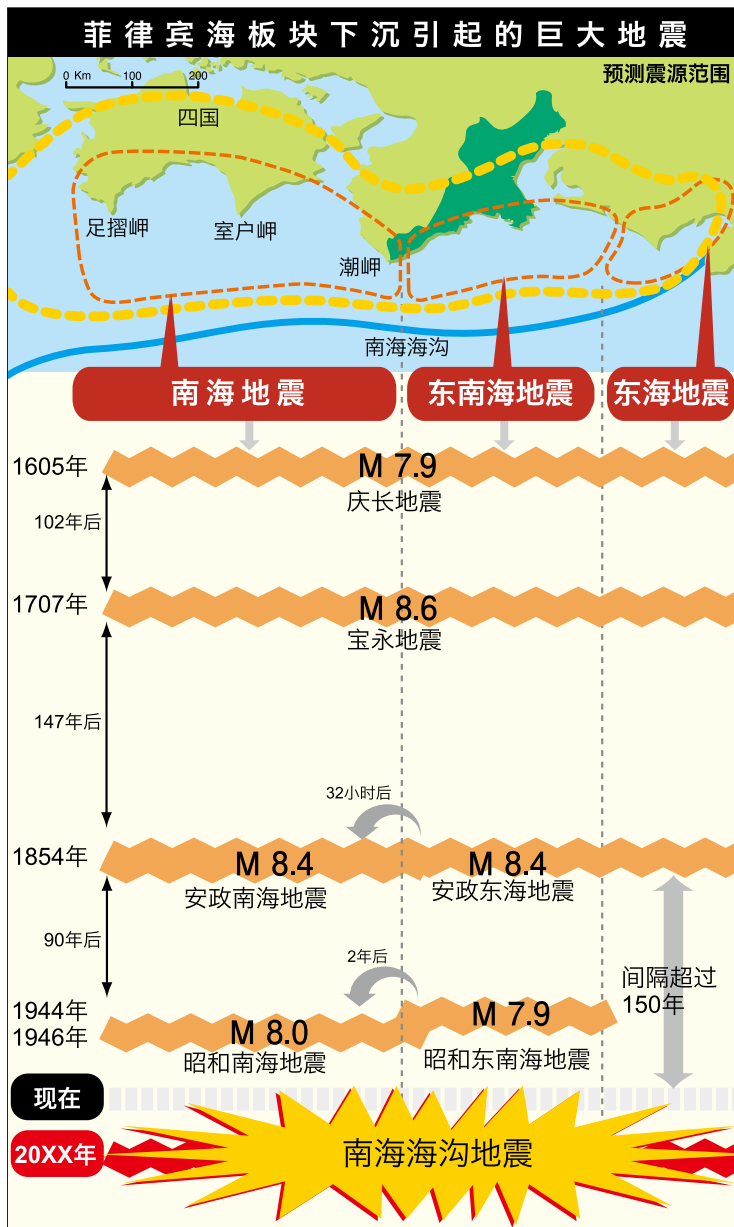 菲律宾海板块下沉引起的巨大地震
0 Km 100 200
预测震源范围
四国
足摺岬
室户岬
潮岬
南海海沟
南海地震
东南海地震
东海地震
1605年
M 7.9
庆长地震
102年后
1707年
M 8.6
宝永地震
147年后
32小时后
1854年
M 8.4
M 8.4
安政南海地震
安政东海地震
90年后
2年后
间隔超过
150年
1944年
1946年
M 8.0
M 7.9
昭和南海地震
昭和东南海地震
现在
20XX年
南海海沟地震